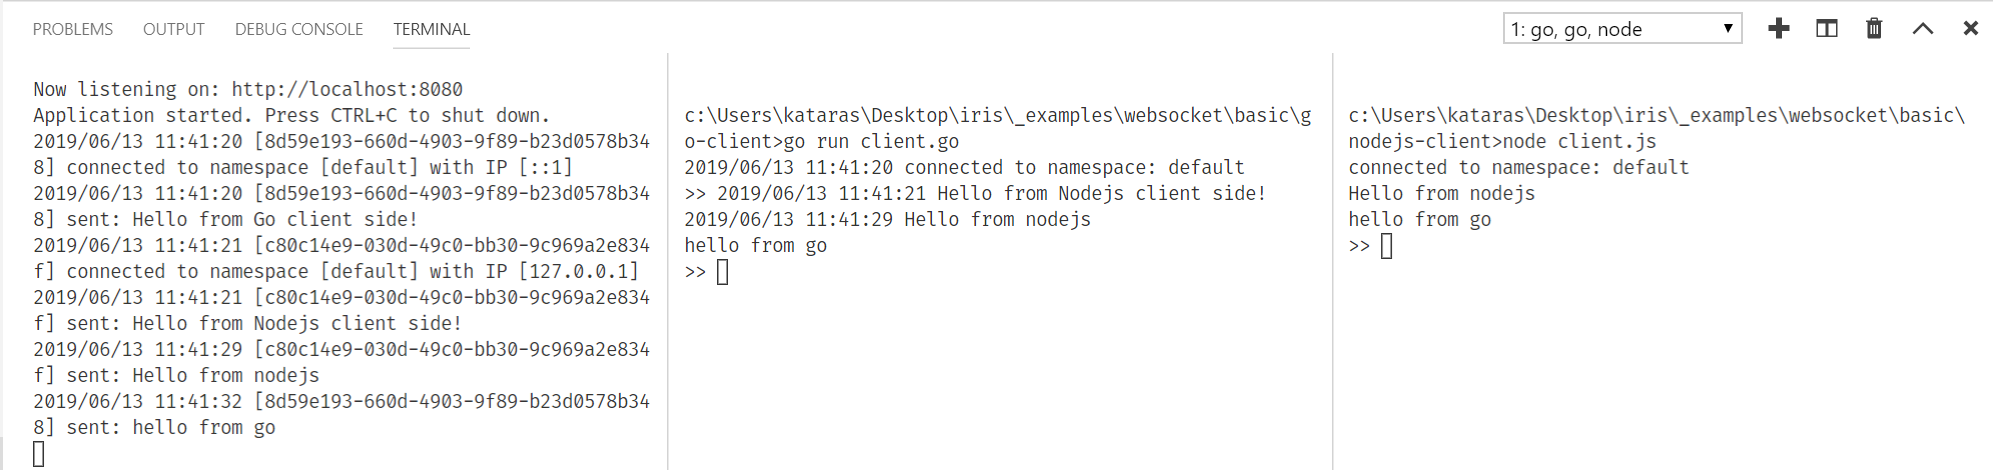 PROBLEMS OUTPUT DEBUG CONSOLE TERMINAL 1: go, go, node
Now listening on: http://localhost:8080
Application started. Press CTRL+C to shut down.
2019/06/13 11:41:20 [8d59e193-660d-4903-9f89-b23d0578b34
8] connected to namespace [default] with IP [::1]
2019/06/13 11:41:20 [8d59e193-660d-4903-9f89-b23d0578b34
8] sent: Hello from Go client side!
2019/06/13 11:41:21 [c80c14e9-030d-49c0-bb30-9c969a2e834
f] connected to namespace [default] with IP [127.0.0.1]
2019/06/13 11:41:21 [c80c14e9-030d-49c0-bb30-9c969a2e834
f] sent: Hello from Nodejs client side!
2019/06/13 11:41:29 [c80c14e9-030d-49c0-bb30-9c969a2e834
f] sent: Hello from nodejs
2019/06/13 11:41:32 [8d59e193-660d-4903-9f89-b23d0578b34
8] sent: hello from go
c:\Users\kataras\Desktop\iris\_examples\websocket\basic\g
o-client>go run client.go
2019/06/13 11:41:20 connected to namespace: default
>> 2019/06/13 11:41:21 Hello from Nodejs client side!
2019/06/13 11:41:29 Hello from nodejs
hello from go
>>
c:\Users\kataras\Desktop\iris\_examples\websocket\basic\
nodejs-client>node client.js
connected to namespace: default
Hello from nodejs
hello from go
>>